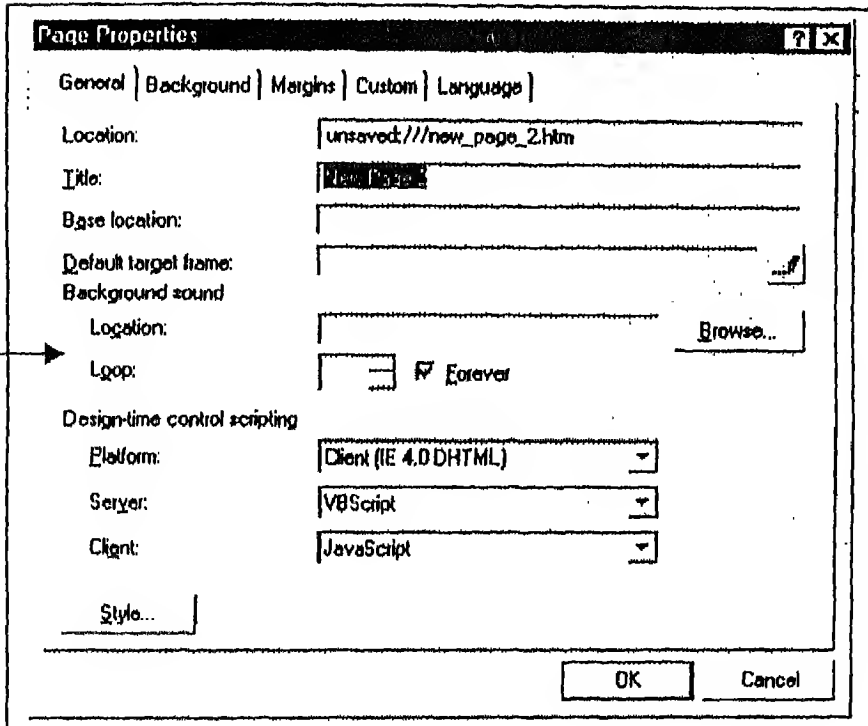 Page Properties ? X
General Background Margins Custom Language
Location: unsaved:///new_page_2.htm
Title: New Page
Base location:
Default target frame: ...
Background sound
Location: Browse...
Loop: Forever
Design-time control scripting
Platform: Client (IE 4.0 DHTML)
Server: VBScript
Client: JavaScript
Style...
OK Cancel